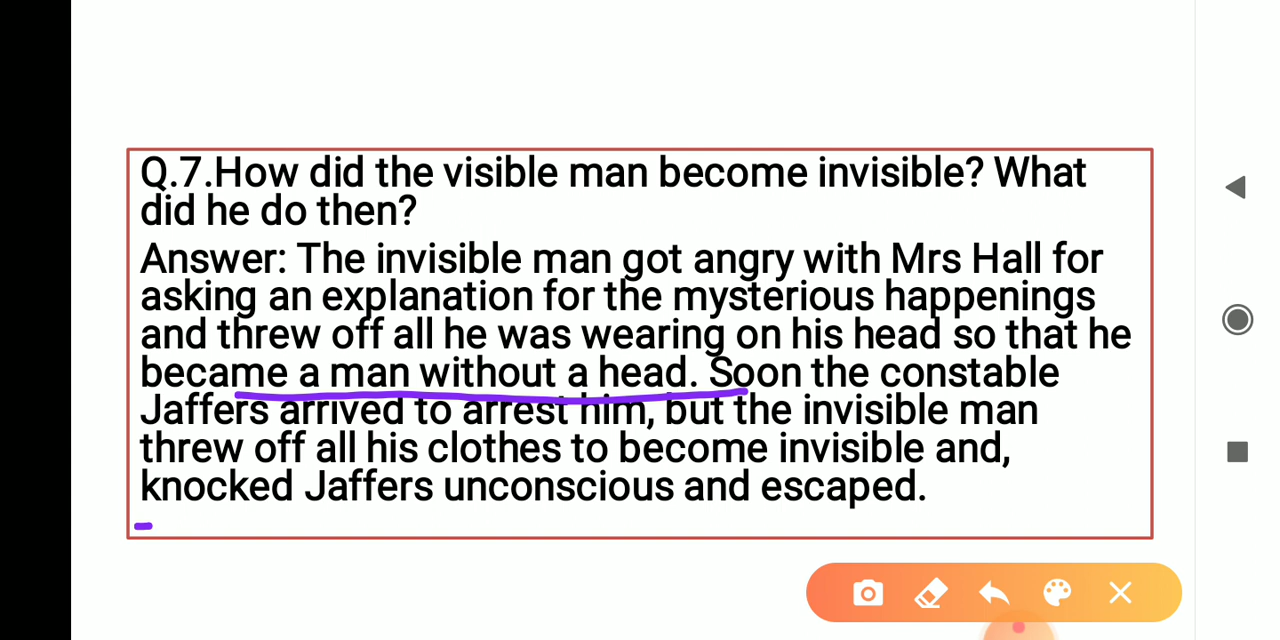 Q.7.How did the visible man become invisible? What
did he do then?
Answer: The invisible man got angry with Mrs Hall for
asking an explanation for the mysterious happenings
and threw off all he was wearing on his head so that he
became a man without a head. Soon the constable
Jaffers arrived to arrest him, but the invisible man
threw off all his clothes to become invisible and,
knocked Jaffers unconscious and escaped.